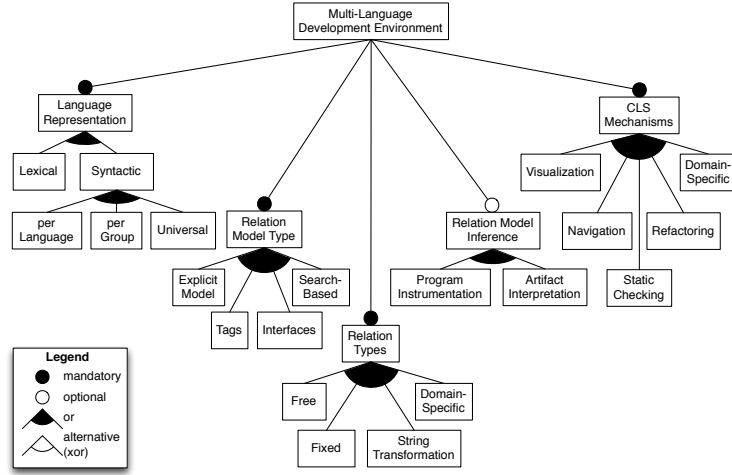 Multi-Language
Development Environment
Language
Representation
CLS
Mechanisms
Lexical
Syntactic
Visualization
Domain-
Specific
per
Language
per
Group
Universal
Relation
Model Type
Relation Model
Inference
Navigation
Refactoring
Explicit
Model
Search-
Based
Program
Instrumentation
Artifact
Interpretation
Static
Checking
Tags
Interfaces
Relation
Types
Legend
mandatory
optional
or
alternative
(xor)
Free
Domain-
Specific
Fixed
String
Transformation